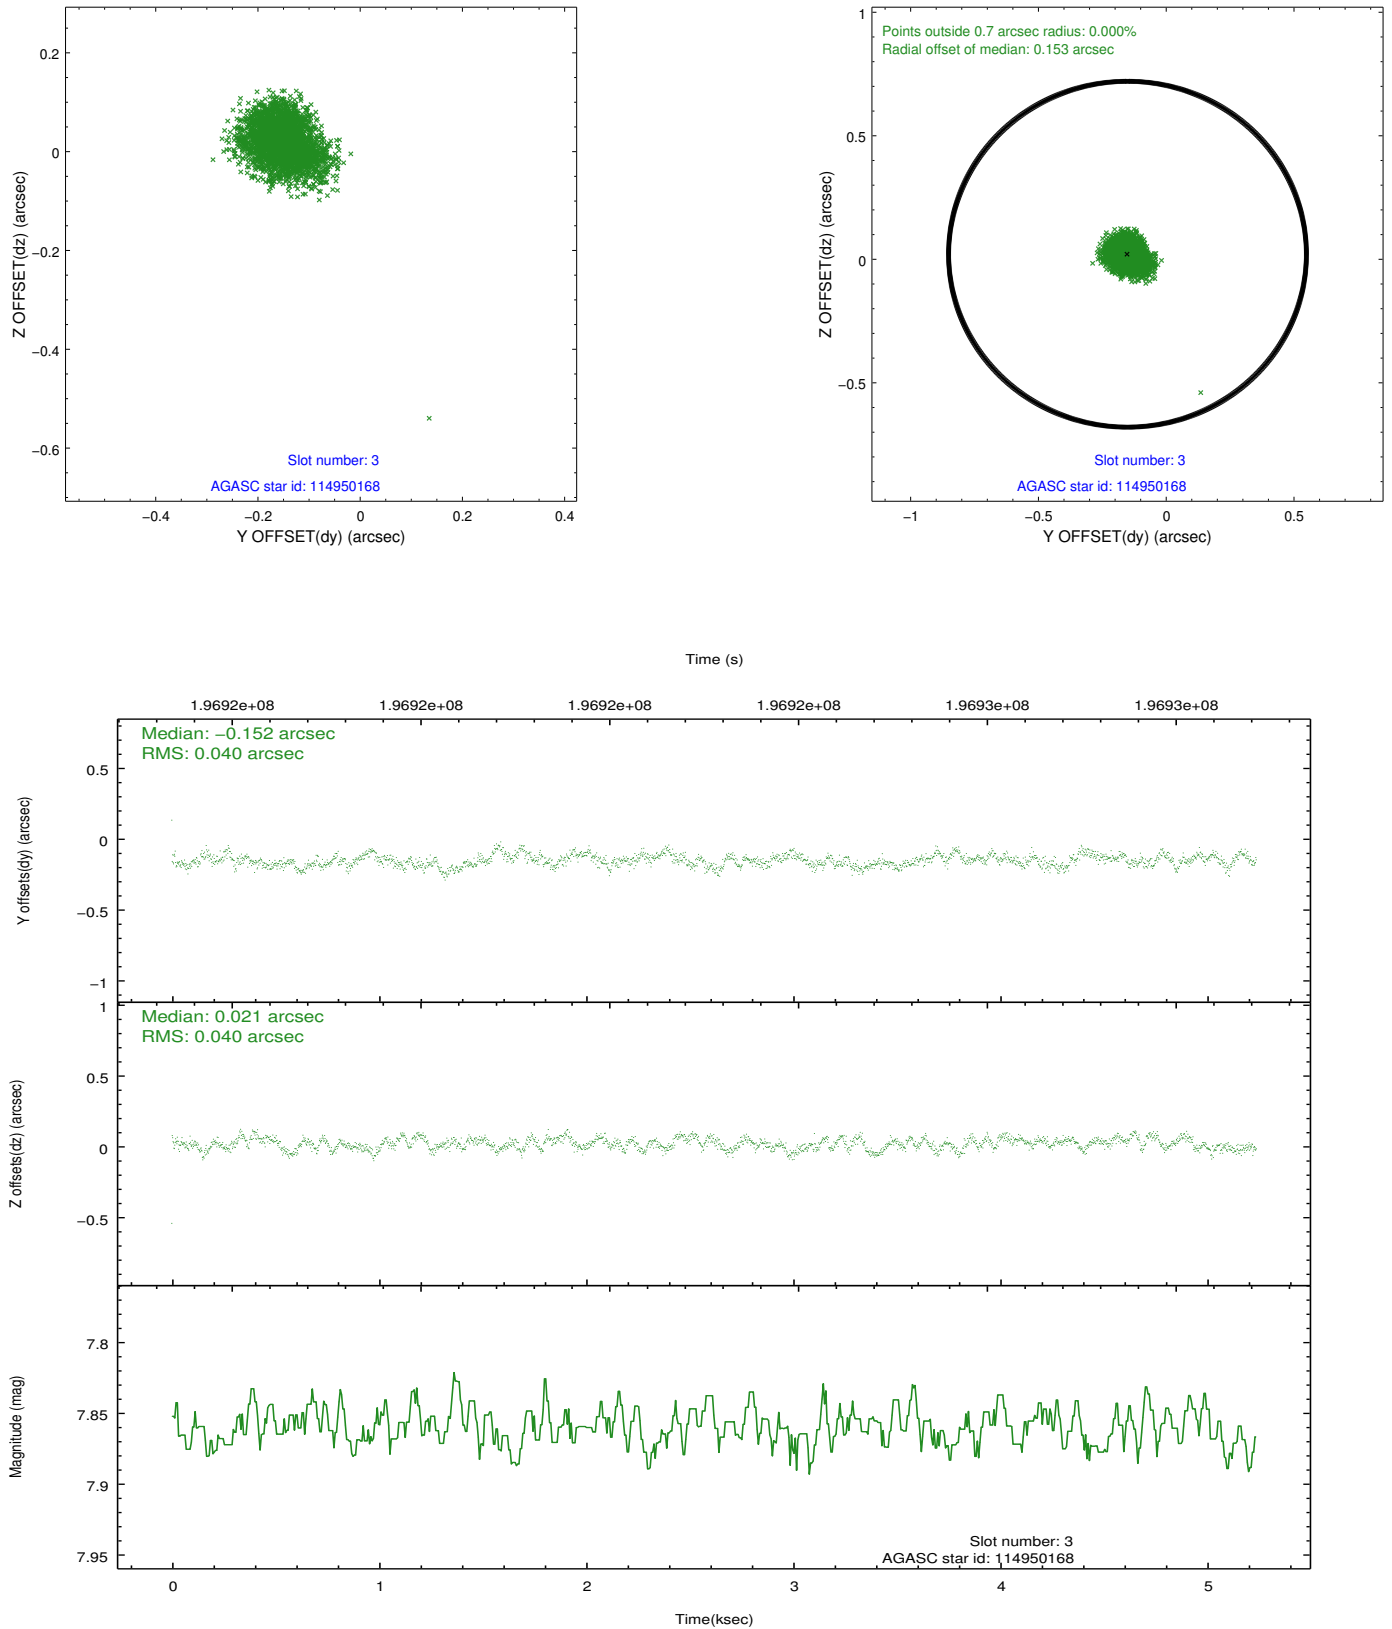 0.2
0
−0.2
−0.4
−0.6
Z OFFSET(dz) (arcsec)
Slot number: 3
AGASC star id: 114950168
−0.4
−0.2
0
0.2
0.4
Y OFFSET(dy) (arcsec)
1
0.5
0
−0.5
Z OFFSET(dz) (arcsec)
Points outside 0.7 arcsec radius: 0.000%
Radial offset of median: 0.153 arcsec
Slot number: 3
AGASC star id: 114950168
−1
−0.5
0
0.5
Y OFFSET(dy) (arcsec)
Time (s)
1.9692e+08
1.9692e+08
1.9692e+08
1.9692e+08
1.9693e+08
1.9693e+08
Median: −0.152 arcsec
RMS: 0.040 arcsec
0.5
0
−0.5
−1
Y offsets(dy) (arcsec)
Median: 0.021 arcsec
RMS: 0.040 arcsec
1
0.5
0
−0.5
Z offsets(dz) (arcsec)
7.8
7.85
7.9
7.95
Magnitude (mag)
Slot number: 3
AGASC star id: 114950168
0
1
2
3
4
5
Time(ksec)